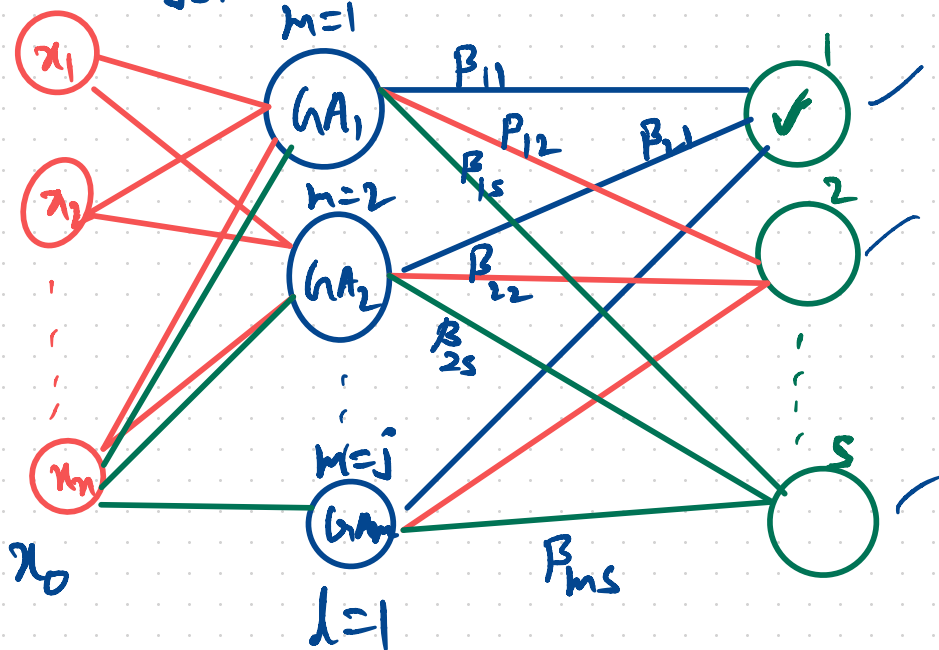 m=1
1
x₁
GA₁
β₁₁
✓
β₁₂
β₂₁
β₁ₛ
x₂
m=2
2
GA₂
β₂₂
β₂ₛ
m=j
S
xₙ
GAₘ
x₀
βₘₛ
l=1